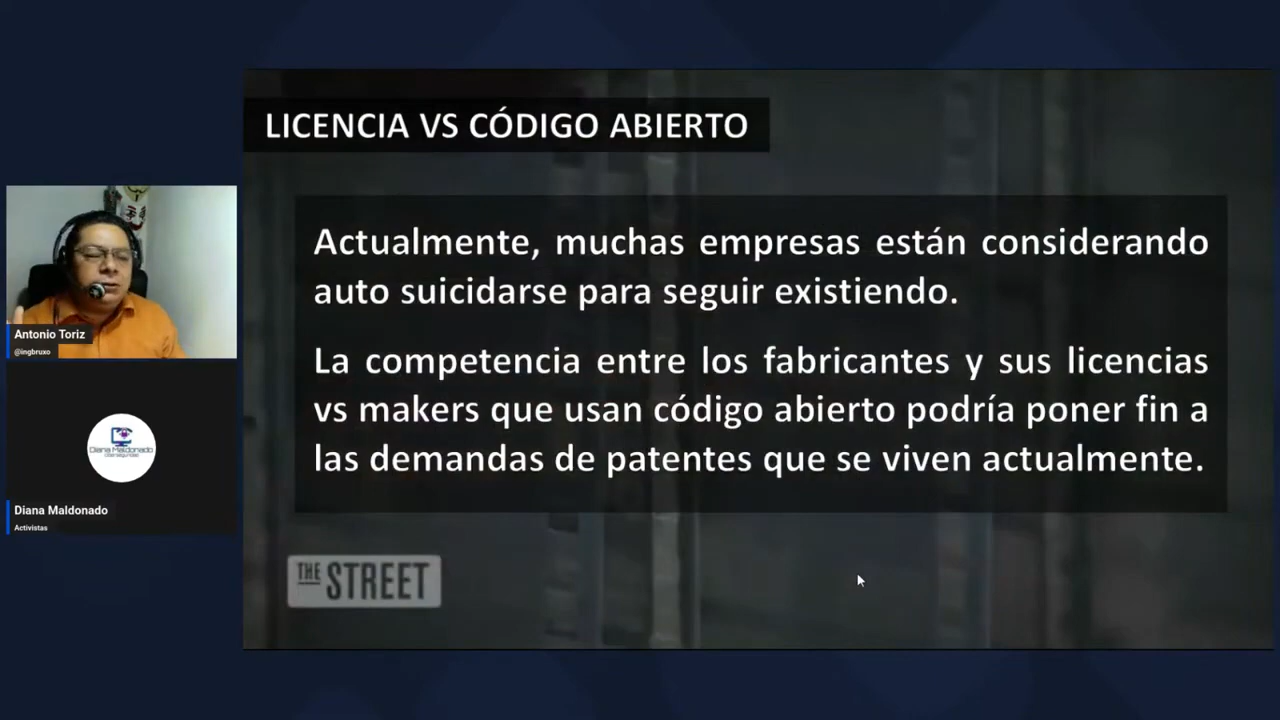 LICENCIA VS CÓDIGO ABIERTO
Actualmente, muchas empresas están considerando
auto suicidarse para seguir existiendo.
La competencia entre los fabricantes y sus licencias
vs makers que usan código abierto podría poner fin a
las demandas de patentes que se viven actualmente.
THE STREET
Antonio Toriz
@ingbruxo
Diana Maldonado
Diana Maldonado
Activistas